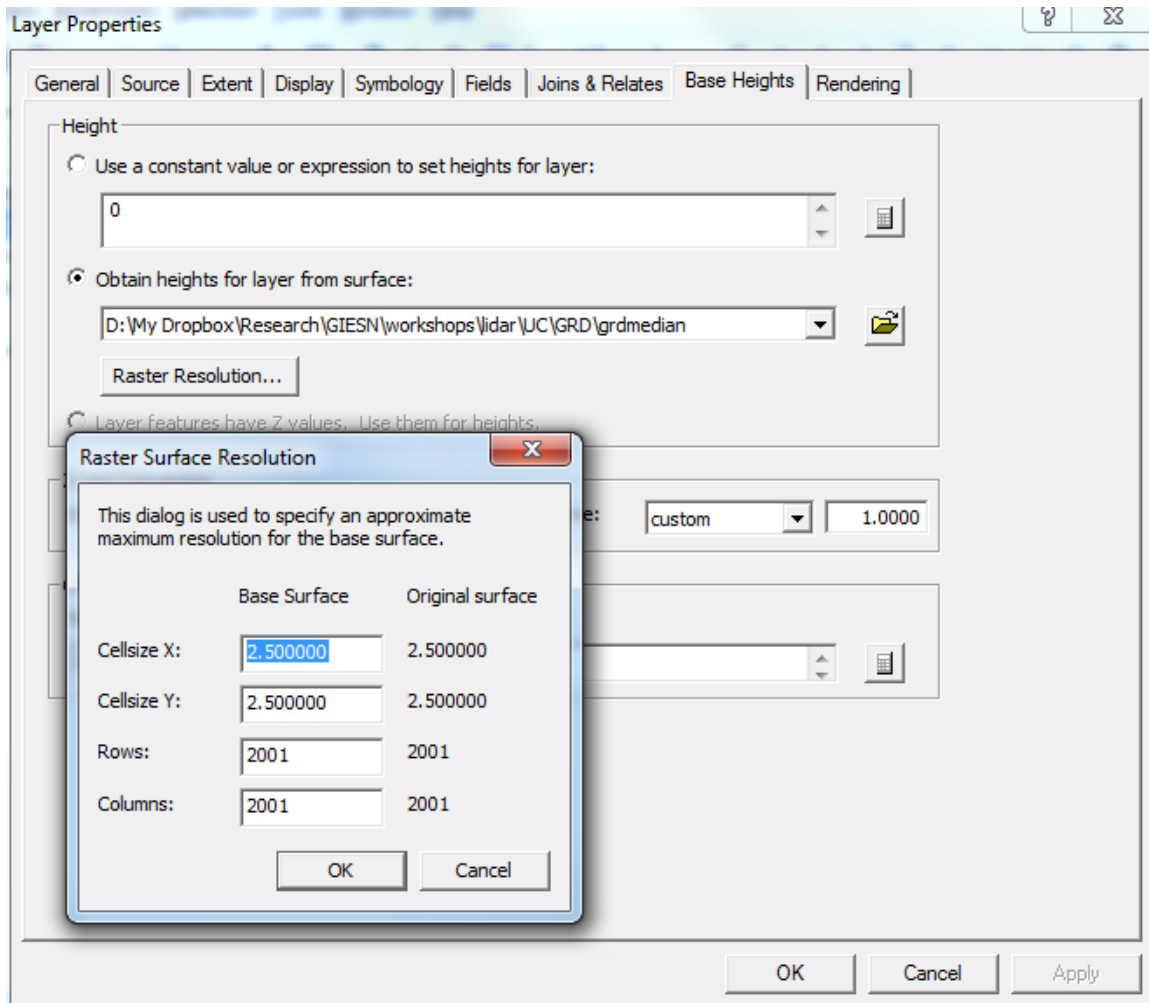 Layer Properties
General Source Extent Display Symbology Fields Joins & Relates Base Heights Rendering
Height
Use a constant value or expression to set heights for layer:
0
Obtain heights for layer from surface:
D:\My Dropbox\Research\GIESN\workshops\lidar\UC\GRD\grdmedian
Raster Resolution...
Layer features have Z values. Use them for heights.
custom 1.0000
Raster Surface Resolution
This dialog is used to specify an approximate
maximum resolution for the base surface.
Base Surface Original surface
Cellsize X: 2.500000 2.500000
Cellsize Y: 2.500000 2.500000
Rows: 2001 2001
Columns: 2001 2001
OK Cancel
OK Cancel Apply